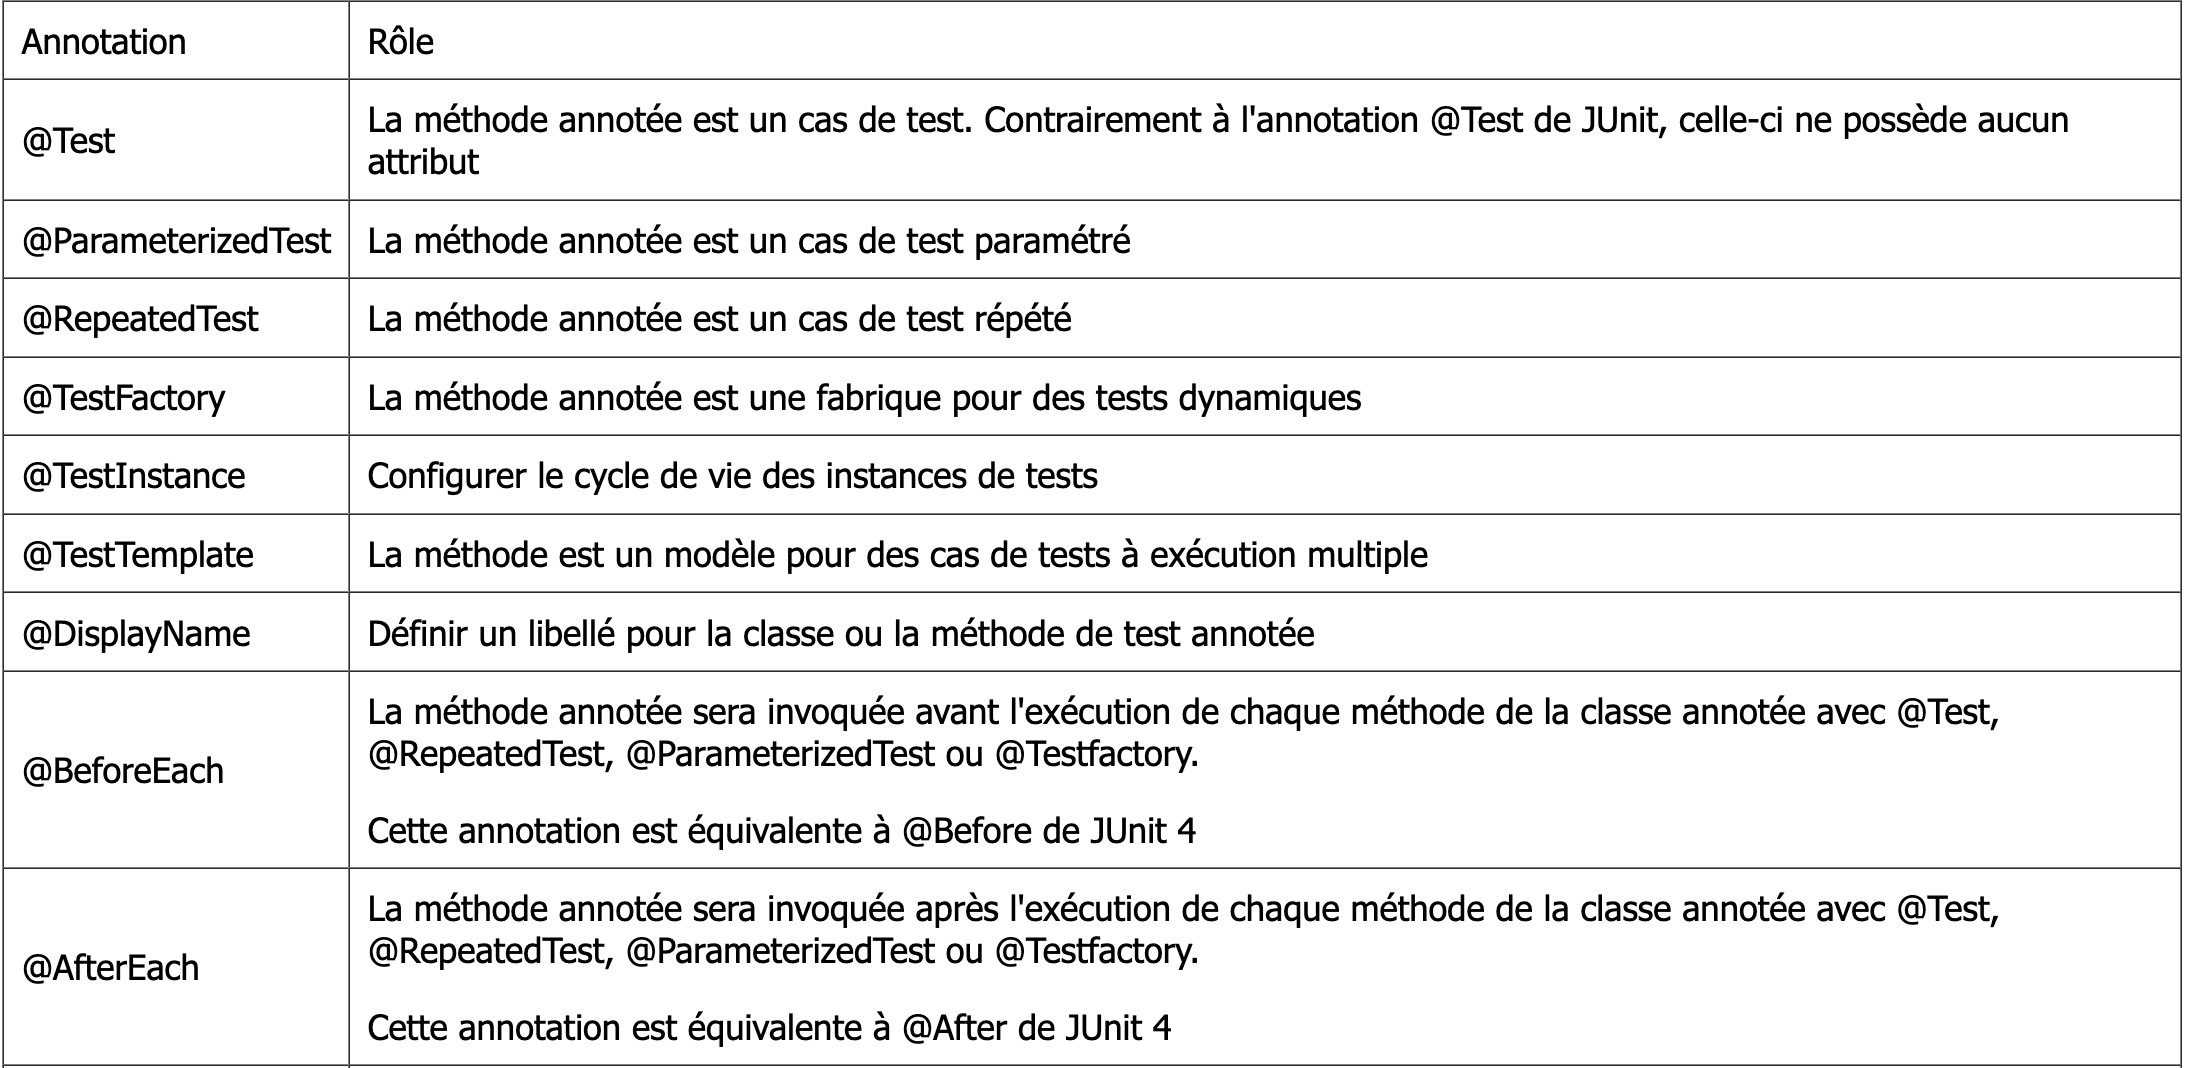 Annotation
Rôle
@Test
La méthode annotée est un cas de test. Contrairement à l'annotation @Test de JUnit, celle-ci ne possède aucun
attribut
@ParameterizedTest
La méthode annotée est un cas de test paramétré
@RepeatedTest
La méthode annotée est un cas de test répété
@TestFactory
La méthode annotée est une fabrique pour des tests dynamiques
@TestInstance
Configurer le cycle de vie des instances de tests
@TestTemplate
La méthode est un modèle pour des cas de tests à exécution multiple
@DisplayName
Définir un libellé pour la classe ou la méthode de test annotée
@BeforeEach
La méthode annotée sera invoquée avant l'exécution de chaque méthode de la classe annotée avec @Test,
@RepeatedTest, @ParameterizedTest ou @Testfactory.
Cette annotation est équivalente à @Before de JUnit 4
@AfterEach
La méthode annotée sera invoquée après l'exécution de chaque méthode de la classe annotée avec @Test,
@RepeatedTest, @ParameterizedTest ou @Testfactory.
Cette annotation est équivalente à @After de JUnit 4